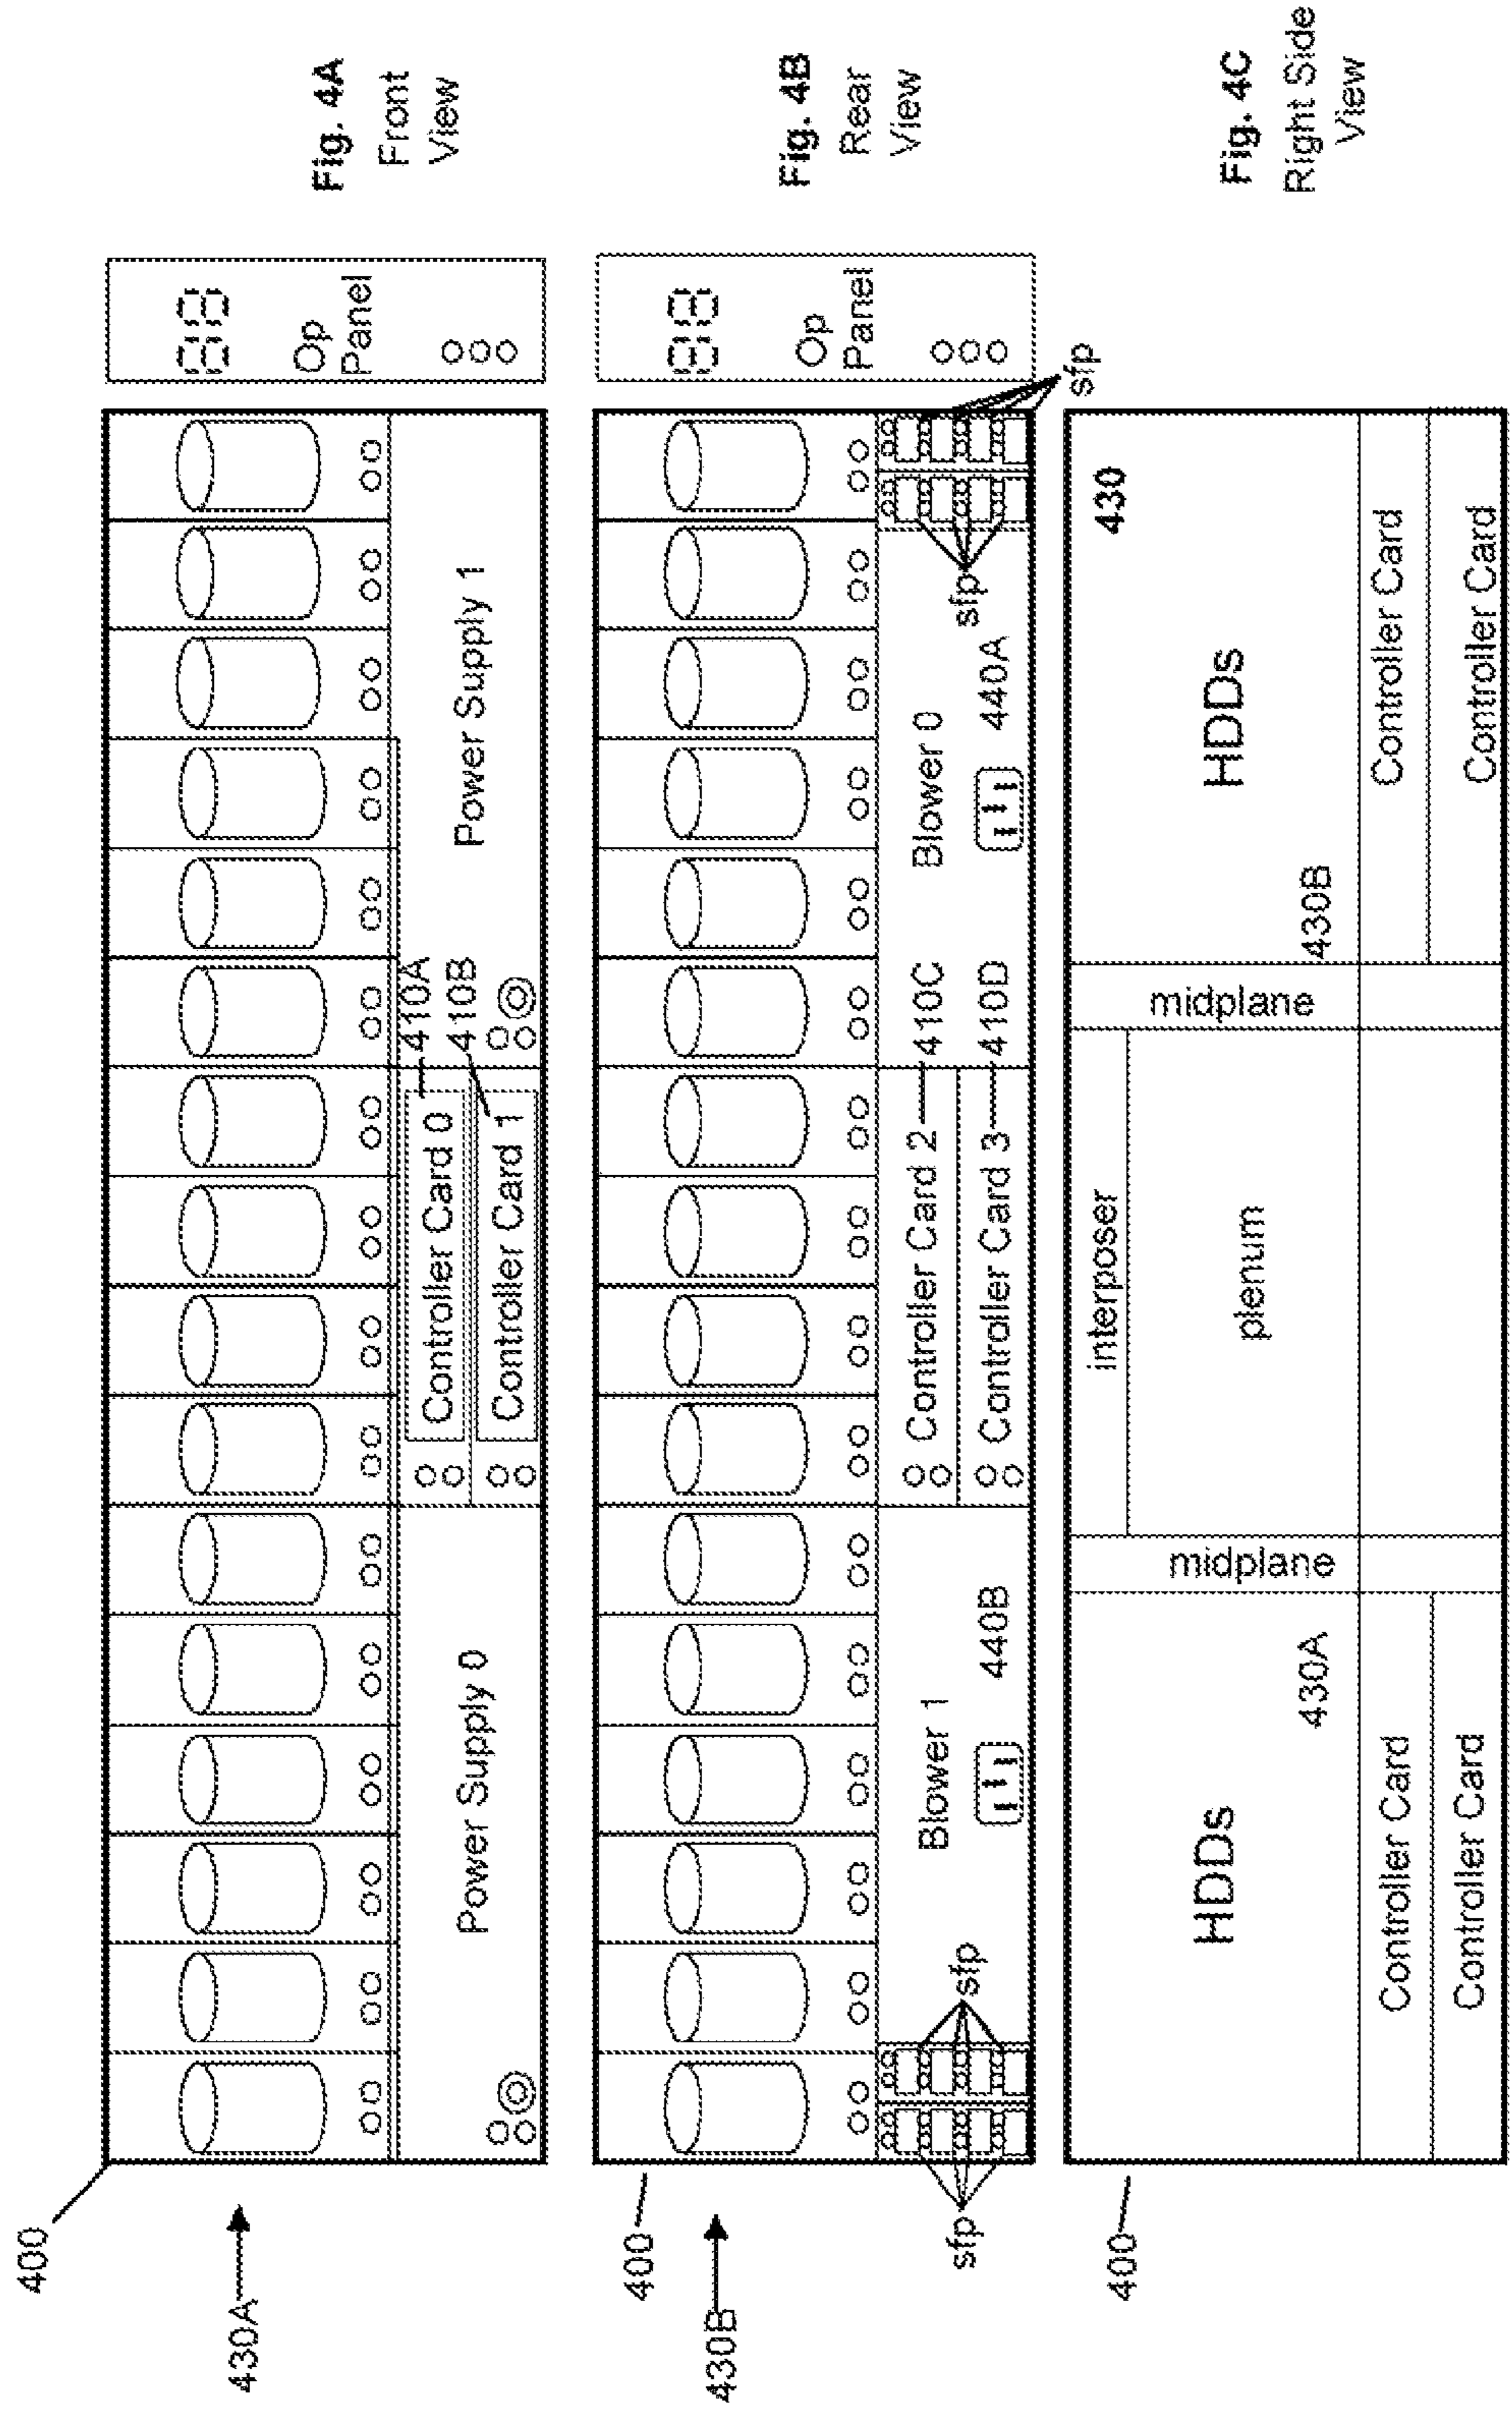 400
430A
Op
Panel
Power Supply 0
Controller Card 0
Controller Card 1
410A
410B
Power Supply 1
Fig. 4A
Front
View
400
430B
Op
Panel
sfp
sfp
Blower 1
440B
Controller Card 2
410C
Controller Card 3
410D
Blower 0
440A
sfp
sfp
Fig. 4B
Rear
View
400
HDDs
430A
midplane
interposer
plenum
midplane
430
HDDs
430B
Controller Card
Controller Card
Controller Card
Controller Card
Fig. 4C
Right Side
View